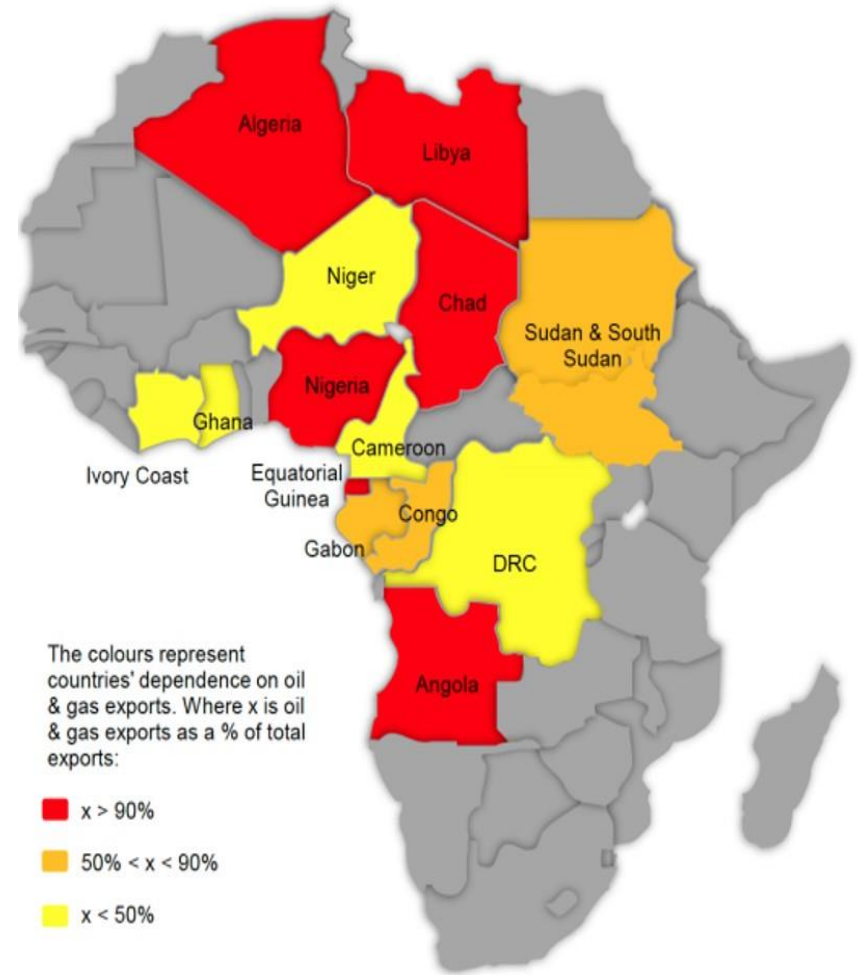 Algeria
Libya
Niger
Chad
Sudan & South
Sudan
Nigeria
Ghana
Cameroon
Ivory Coast
Equatorial
Guinea
Congo
Gabon
DRC
Angola
The colours represent
countries' dependence on oil
& gas exports. Where x is oil
& gas exports as a % of total
exports:
x > 90%
50% < x < 90%
x < 50%